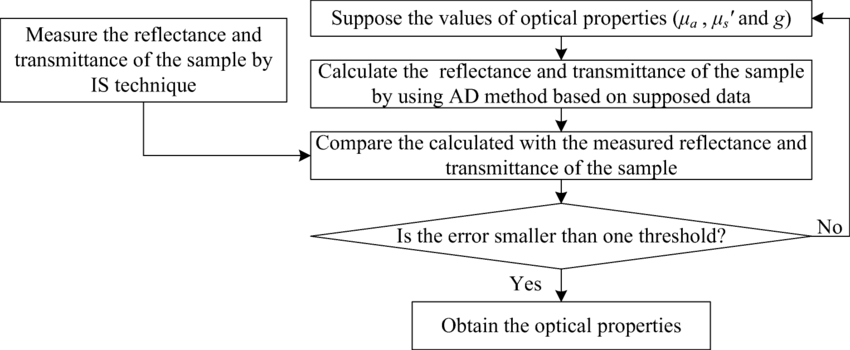 Measure the reflectance and
transmittance of the sample by
IS technique
Suppose the values of optical properties (μa , μs′ and g)
Calculate the reflectance and transmittance of the sample
by using AD method based on supposed data
Compare the calculated with the measured reflectance and
transmittance of the sample
Is the error smaller than one threshold?
No
Yes
Obtain the optical properties